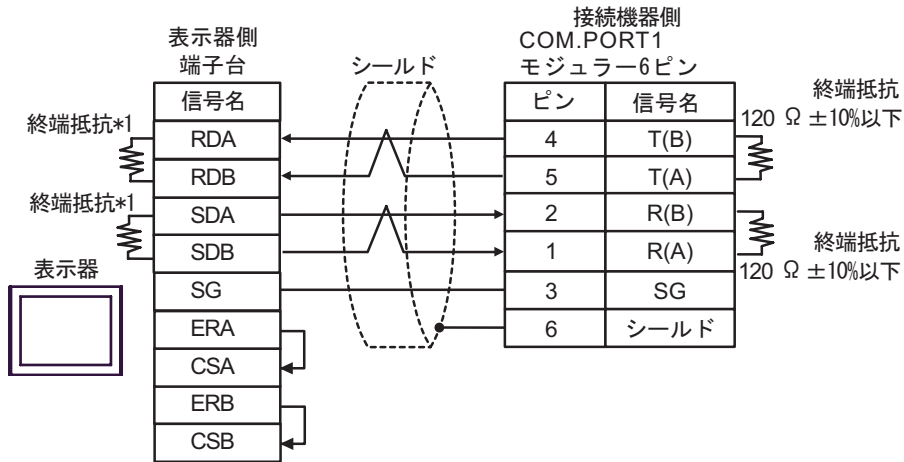 接続機器側
COM.PORT1
モジュラー6ピン
表示器側
端子台
シールド
終端抵抗
120 Ω ±10%以下
終端抵抗*1
終端抵抗*1
信号名
RDA
RDB
SDA
SDB
SG
ERA
CSA
ERB
CSB
表示器
ピン 信号名
4 T(B)
5 T(A)
2 R(B)
1 R(A)
3 SG
6 シールド
終端抵抗
120 Ω ±10%以下